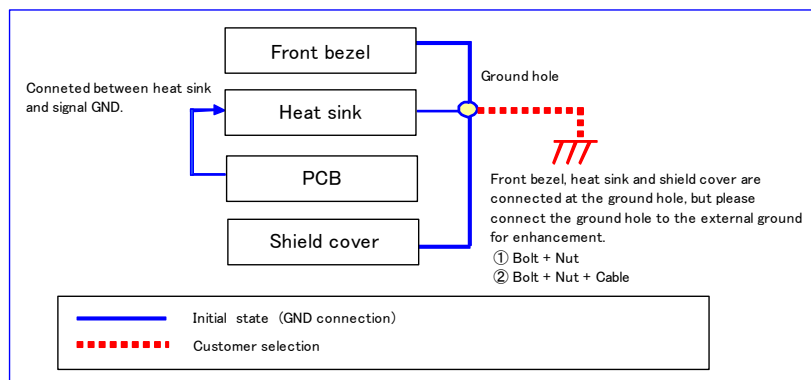 Front bezel
Ground hole
Conneted between heat sink
and signal GND.
Heat sink
PCB
Front bezel, heat sink and shield cover are
connected at the ground hole, but please
connect the ground hole to the external ground
for enhancement.
① Bolt + Nut
② Bolt + Nut + Cable
Shield cover
Initial state (GND connection)
Customer selection